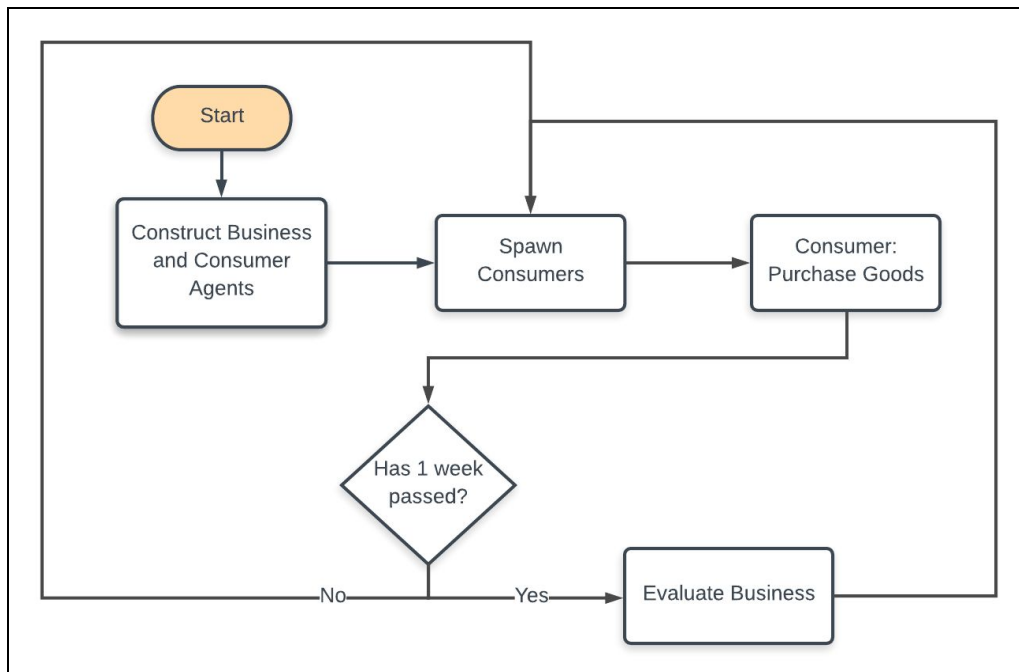 Start
Construct Business
and Consumer
Agents
Spawn
Consumers
Consumer:
Purchase Goods
Has 1 week
passed?
No
Yes
Evaluate Business